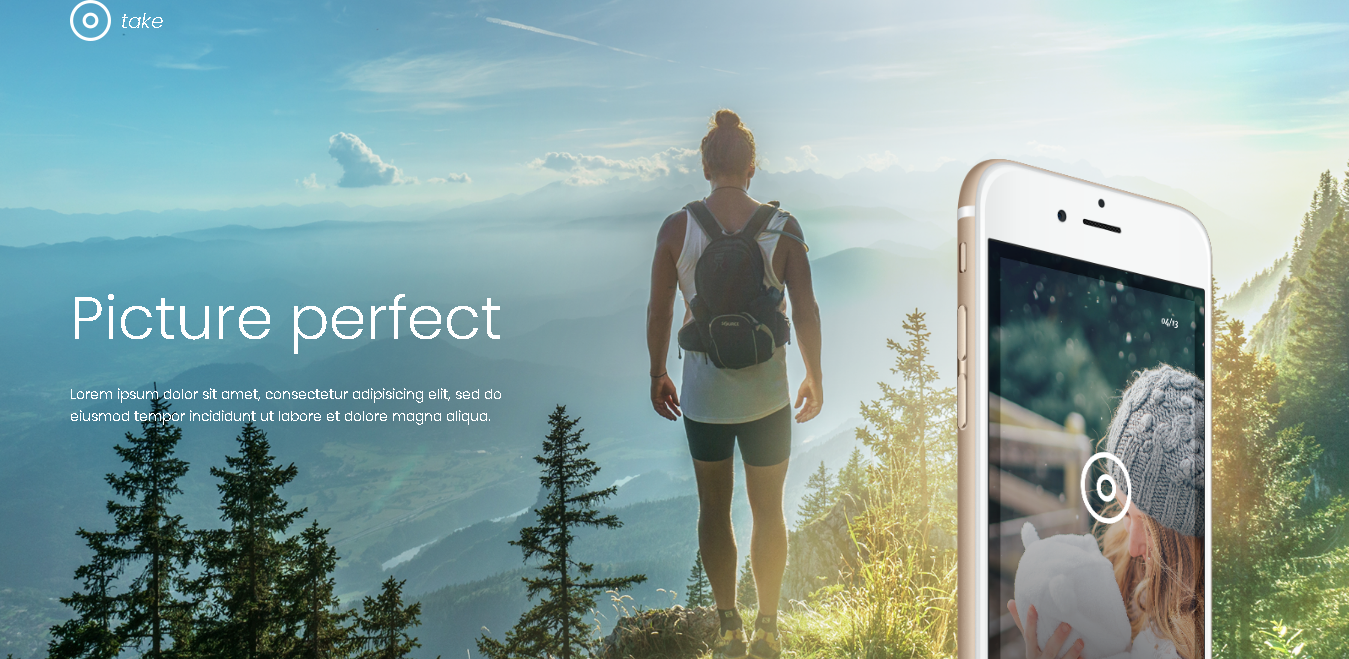 take
Picture perfect
Lorem ipsum dolor sit amet, consectetur adipisicing elit, sed do
eiusmod tempor incididunt ut labore et dolore magna aliqua.
04/13